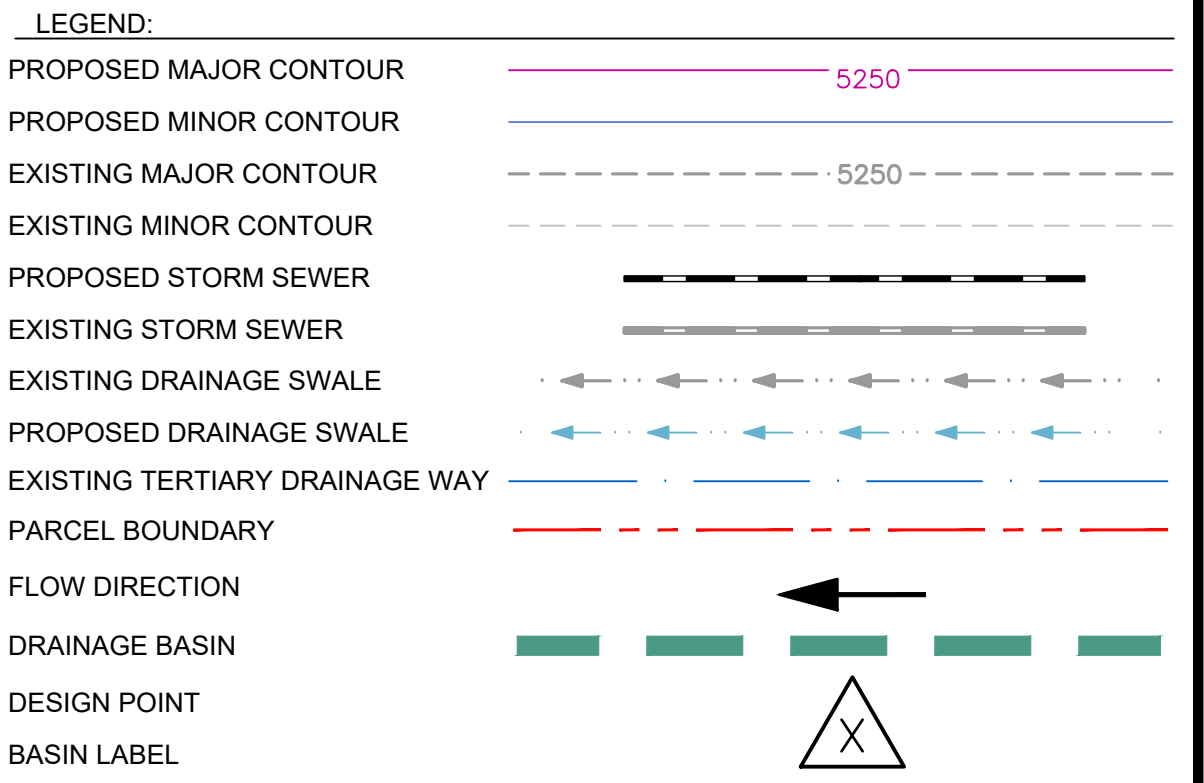 LEGEND:
PROPOSED MAJOR CONTOUR 5250
PROPOSED MINOR CONTOUR
EXISTING MAJOR CONTOUR 5250
EXISTING MINOR CONTOUR
PROPOSED STORM SEWER
EXISTING STORM SEWER
EXISTING DRAINAGE SWALE
PROPOSED DRAINAGE SWALE
EXISTING TERTIARY DRAINAGE WAY
PARCEL BOUNDARY
FLOW DIRECTION
DRAINAGE BASIN
DESIGN POINT
X
BASIN LABEL